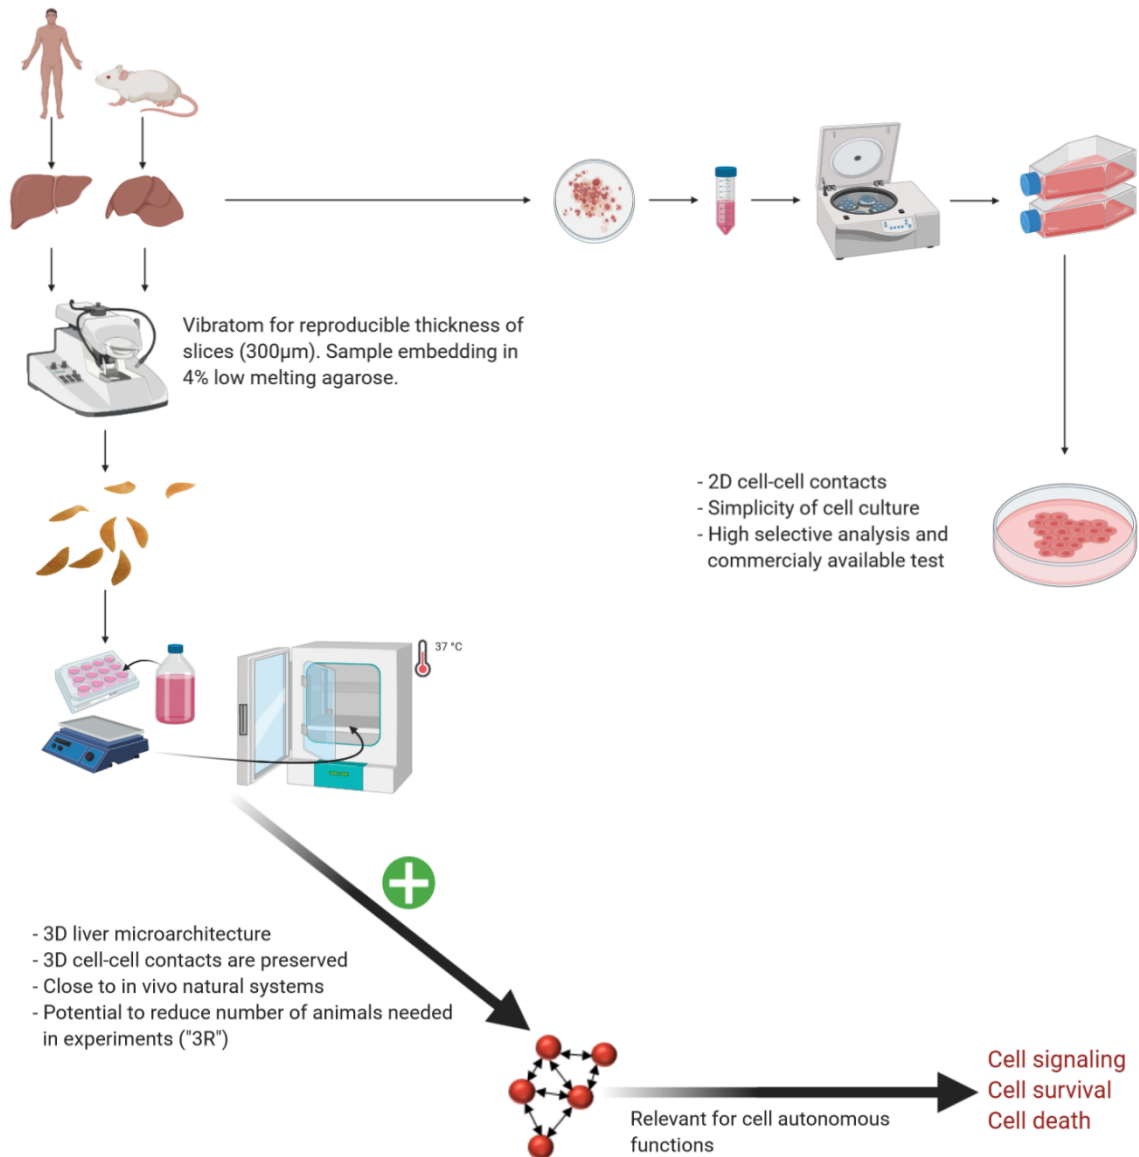 Vibratom for reproducible thickness of
slices (300µm). Sample embedding in
4% low melting agarose.
- 2D cell-cell contacts
- Simplicity of cell culture
- High selective analysis and
commercialy available test
37 °C
- 3D liver microarchitecture
- 3D cell-cell contacts are preserved
- Close to in vivo natural systems
- Potential to reduce number of animals needed
in experiments ("3R")
Relevant for cell autonomous
functions
Cell signaling
Cell survival
Cell death